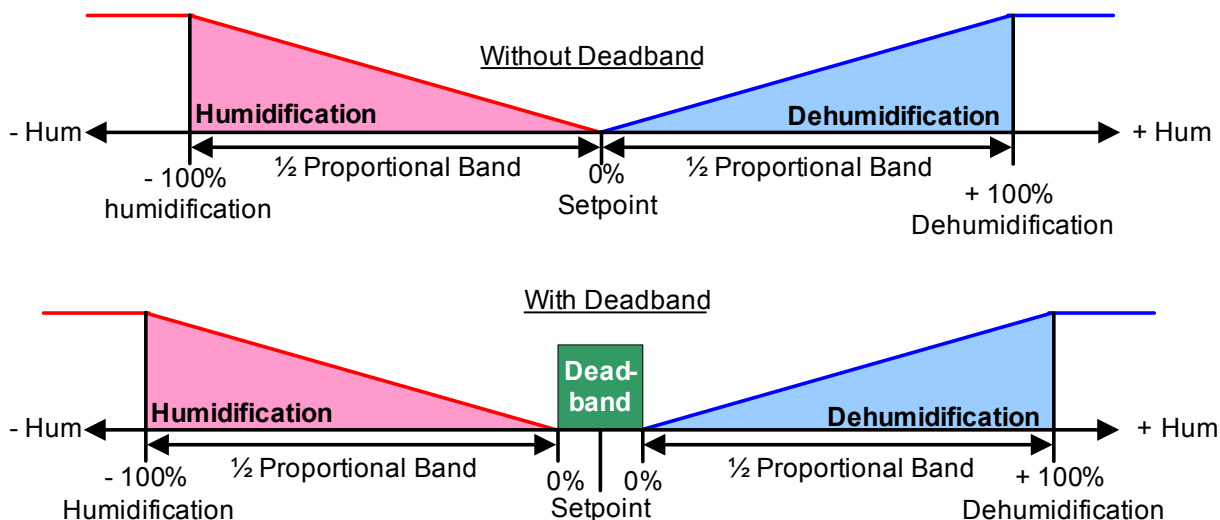 Without Deadband
Humidification
Dehumidification
- Hum
+ Hum
½ Proportional Band
½ Proportional Band
- 100%
humidification
0%
Setpoint
+ 100%
Dehumidification
With Deadband
Dead-
band
Humidification
Dehumidification
- Hum
+ Hum
½ Proportional Band
½ Proportional Band
- 100%
Humidification
0%
0%
Setpoint
+ 100%
Dehumidification